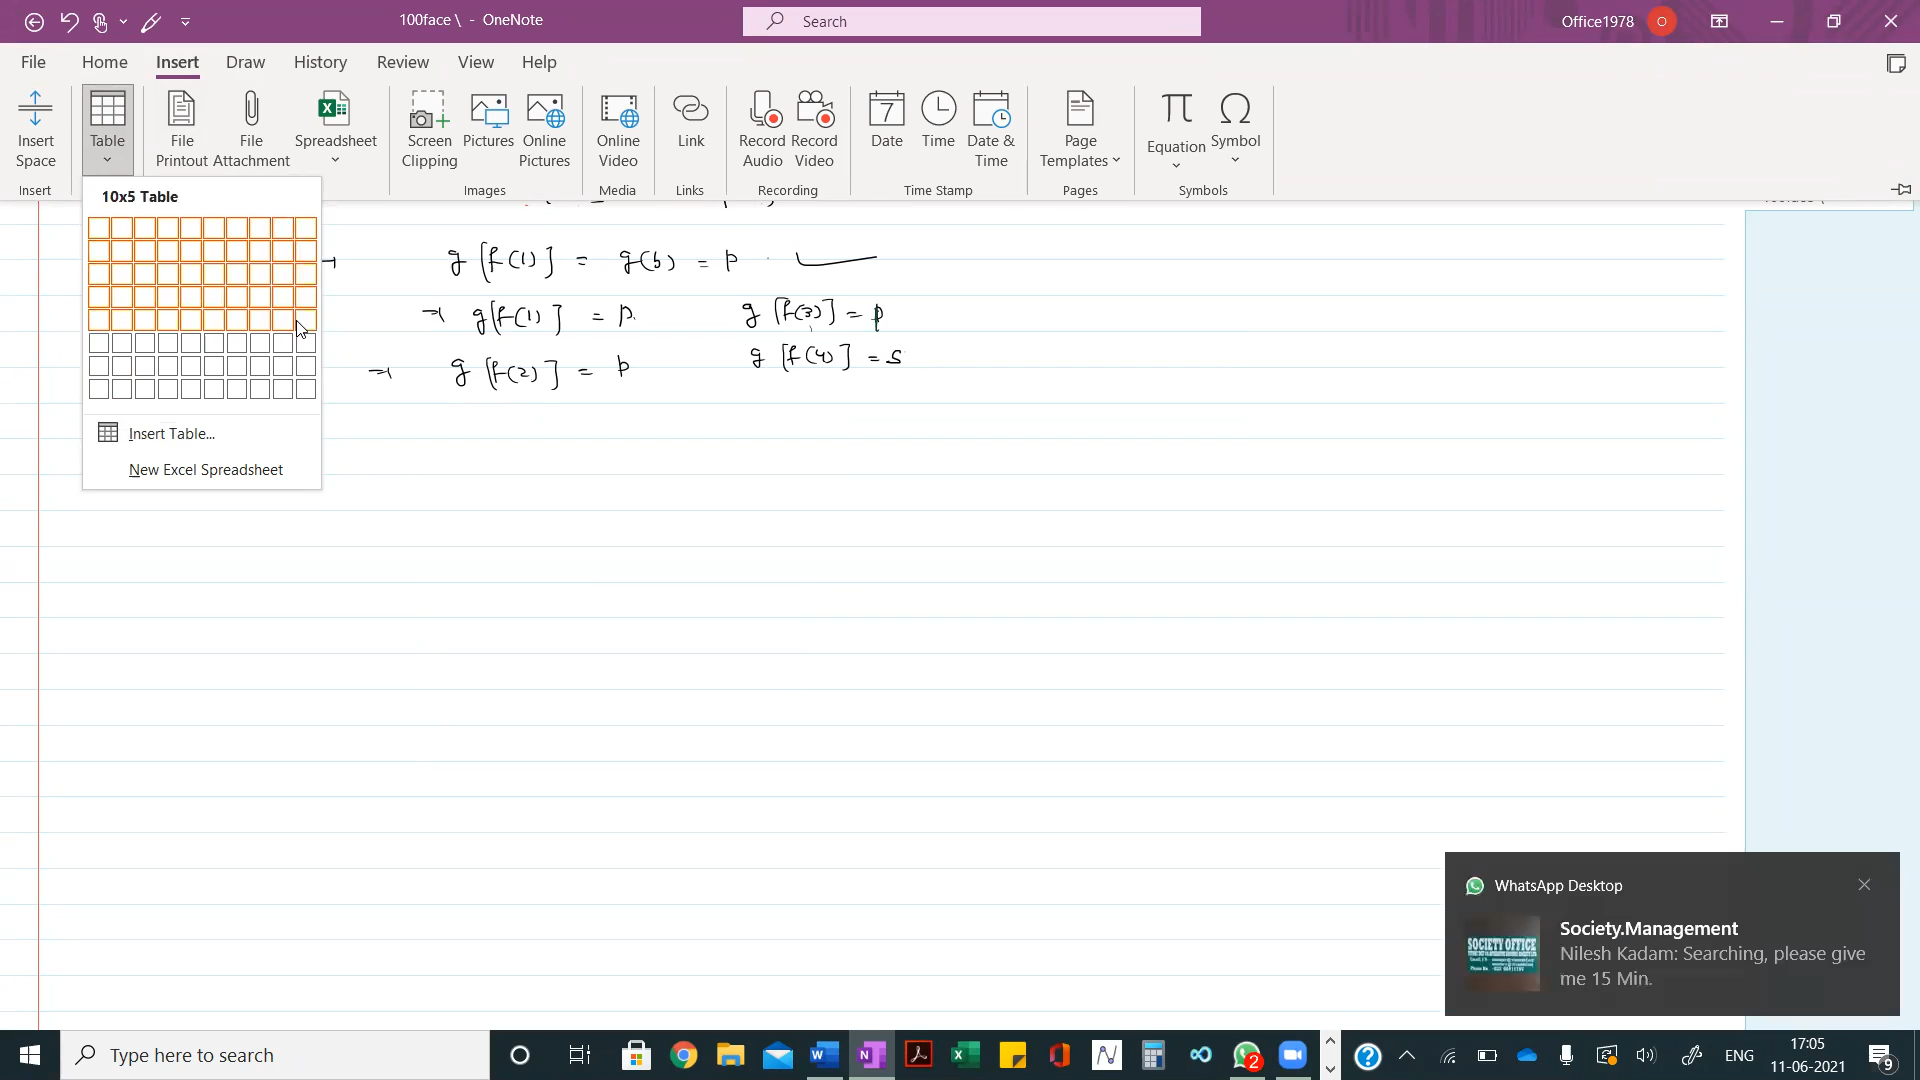 100face \ - OneNote
Search
Office1978
O
File Home Insert Draw History Review View Help
Insert Space
Table
File Printout
File Attachment
Spreadsheet
Screen Clipping
Pictures
Online Pictures
Online Video
Link
Record Audio
Record Video
Date
Time
Date & Time
Page Templates
Equation
Symbol
Insert
Images
Media
Links
Recording
Time Stamp
Pages
Symbols
10x5 Table
Insert Table...
New Excel Spreadsheet
→ g[f(1)] = g(b) = p
→ g[f(1)] = p. g[f(3)] = p
g[f(4)] = s
→ g[f(2)] = p
WhatsApp Desktop
Society.Management
SOCIETY OFFICE
Nilesh Kadam: Searching, please give
me 15 Min.
Type here to search
2
ENG
17:05
11-06-2021
9